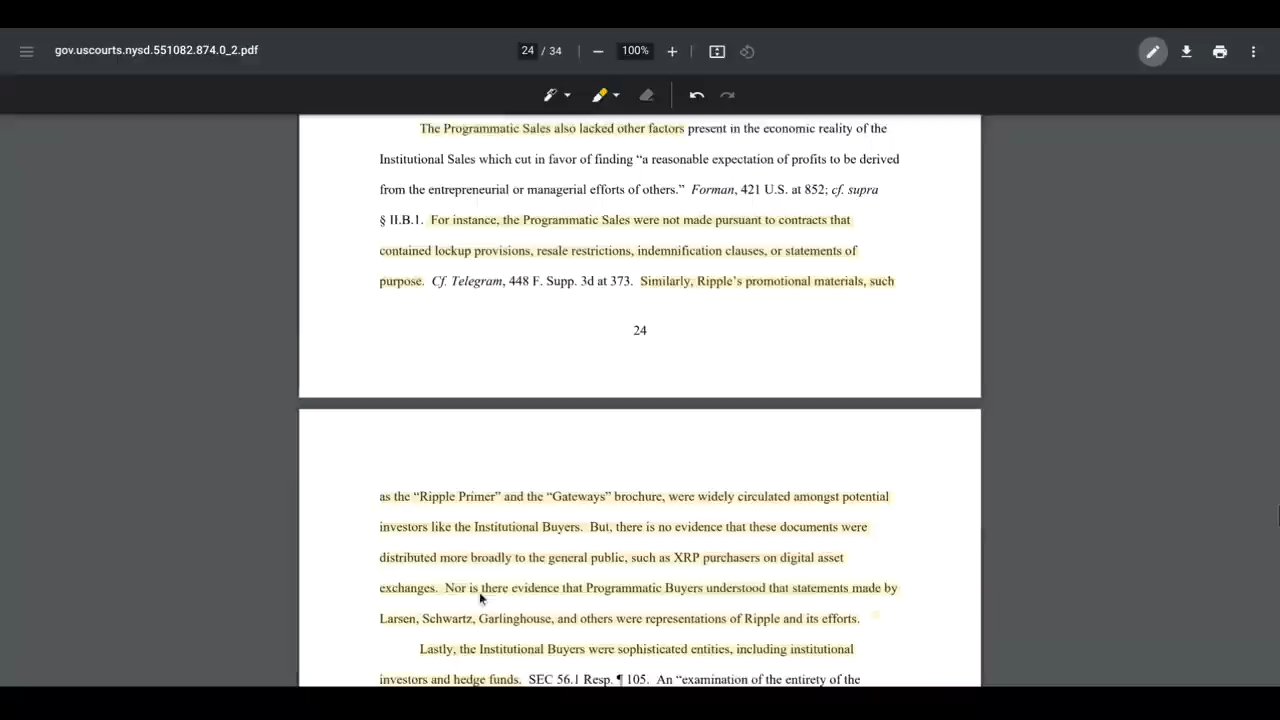 gov.uscourts.nysd.551082.874.0_2.pdf
24 / 34
100%
The Programmatic Sales also lacked other factors present in the economic reality of the
Institutional Sales which cut in favor of finding “a reasonable expectation of profits to be derived
from the entrepreneurial or managerial efforts of others.” Forman, 421 U.S. at 852; cf. supra
§ II.B.1. For instance, the Programmatic Sales were not made pursuant to contracts that
contained lockup provisions, resale restrictions, indemnification clauses, or statements of
purpose. Cf. Telegram, 448 F. Supp. 3d at 373. Similarly, Ripple’s promotional materials, such
24
as the “Ripple Primer” and the “Gateways” brochure, were widely circulated amongst potential
investors like the Institutional Buyers. But, there is no evidence that these documents were
distributed more broadly to the general public, such as XRP purchasers on digital asset
exchanges. Nor is there evidence that Programmatic Buyers understood that statements made by
Larsen, Schwartz, Garlinghouse, and others were representations of Ripple and its efforts.
Lastly, the Institutional Buyers were sophisticated entities, including institutional
investors and hedge funds. SEC 56.1 Resp. ¶ 105. An “examination of the entirety of the